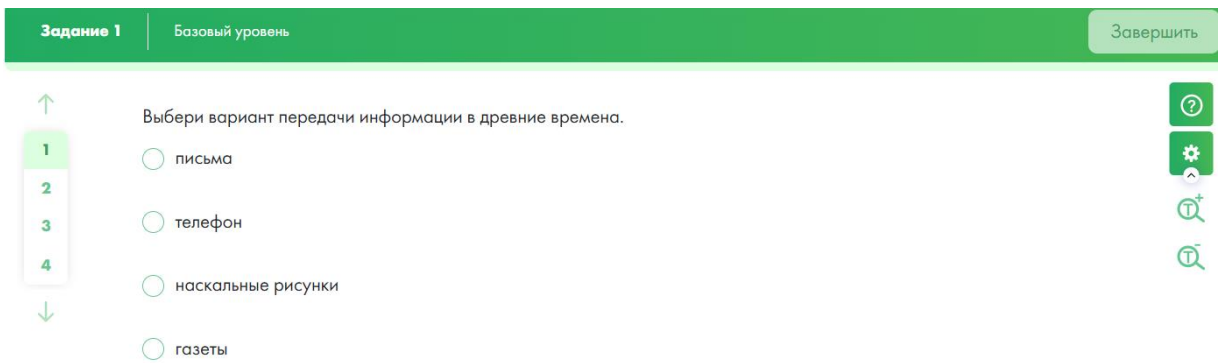 Задание 1
Базовый уровень
Завершить
Выбери вариант передачи информации в древние времена.
1
письма
2
3
телефон
4
наскальные рисунки
газеты